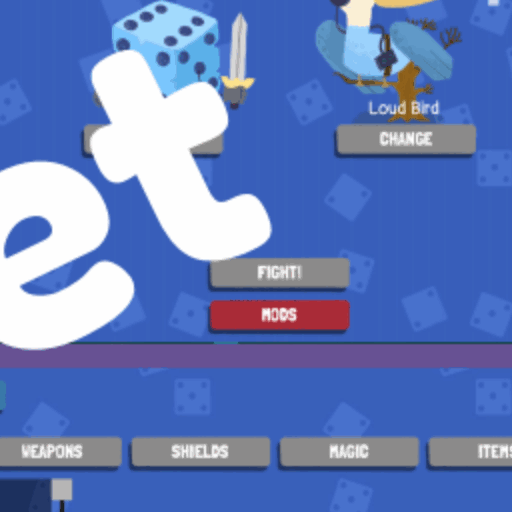 et
Loud Bird
CHANGE
FIGHT!
MODS
WEAPONS
SHIELDS
MAGIC
ITEMS